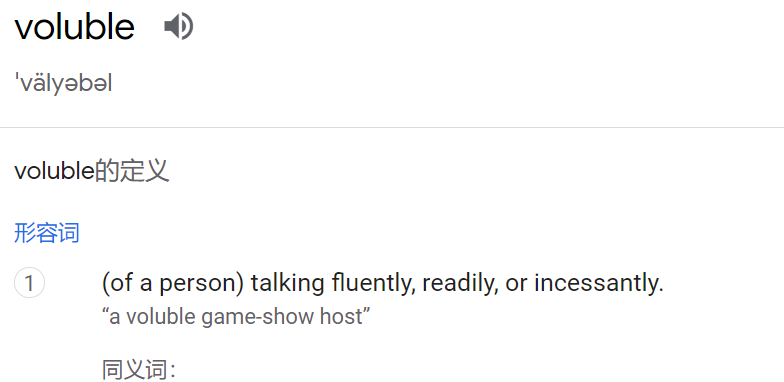 voluble
ˈvälyəbəl
voluble的定义
形容词
1 (of a person) talking fluently, readily, or incessantly.
“a voluble game-show host”
同义词：